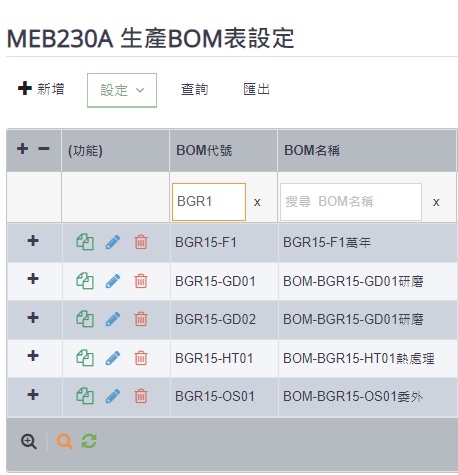 MEB230A 生產BOM表設定
新增 設定 查詢 匯出
(功能) BOM代號 BOM名稱
BGR1 x 搜尋 BOM名稱 x
BGR15-F1 BGR15-F1萬年
BGR15-GD01 BOM-BGR15-GD01研磨
BGR15-GD02 BOM-BGR15-GD01研磨
BGR15-HT01 BOM-BGR15-HT01熱處理
BGR15-OS01 BOM-BGR15-OS01委外